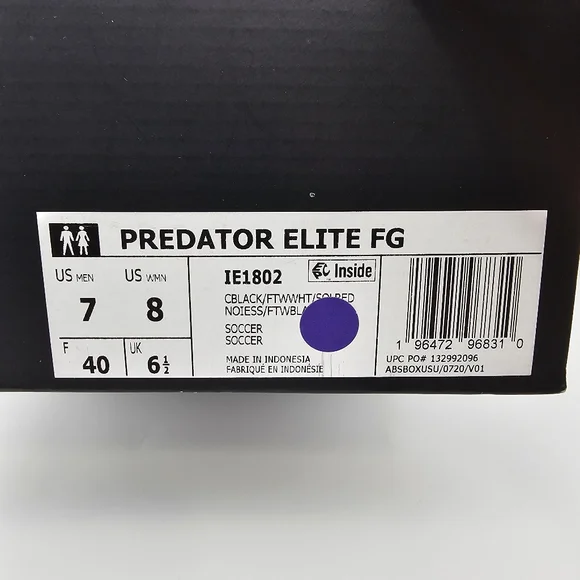 PREDATOR ELITE FG
US MEN US WMN
7 8
F UK
40 6½
IE1802
Inside
CBLACK/FTWWHT/SOLRED
NOIESS/FTWBLA
SOCCER
SOCCER
MADE IN INDONESIA
FABRIQUÉ EN INDONÉSIE
1 96472 96831 0
UPC PO# 132992096
ABSBOXUSU/0720/V01